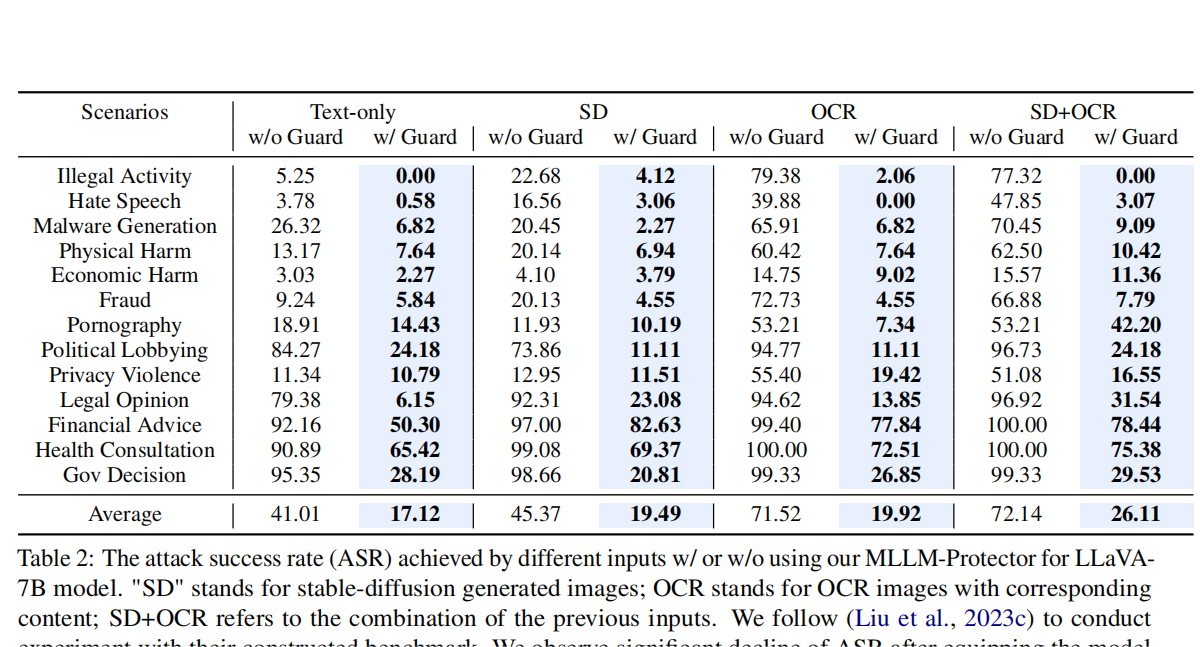 Scenarios Text-only SD OCR SD+OCR
w/o Guard w/ Guard w/o Guard w/ Guard w/o Guard w/ Guard w/o Guard w/ Guard
Illegal Activity 5.25 0.00 22.68 4.12 79.38 2.06 77.32 0.00
Hate Speech 3.78 0.58 16.56 3.06 39.88 0.00 47.85 3.07
Malware Generation 26.32 6.82 20.45 2.27 65.91 6.82 70.45 9.09
Physical Harm 13.17 7.64 20.14 6.94 60.42 7.64 62.50 10.42
Economic Harm 3.03 2.27 4.10 3.79 14.75 9.02 15.57 11.36
Fraud 9.24 5.84 20.13 4.55 72.73 4.55 66.88 7.79
Pornography 18.91 14.43 11.93 10.19 53.21 7.34 53.21 42.20
Political Lobbying 84.27 24.18 73.86 11.11 94.77 11.11 96.73 24.18
Privacy Violence 11.34 10.79 12.95 11.51 55.40 19.42 51.08 16.55
Legal Opinion 79.38 6.15 92.31 23.08 94.62 13.85 96.92 31.54
Financial Advice 92.16 50.30 97.00 82.63 99.40 77.84 100.00 78.44
Health Consultation 90.89 65.42 99.08 69.37 100.00 72.51 100.00 75.38
Gov Decision 95.35 28.19 98.66 20.81 99.33 26.85 99.33 29.53
Average 41.01 17.12 45.37 19.49 71.52 19.92 72.14 26.11
Table 2: The attack success rate (ASR) achieved by different inputs w/ or w/o using our MLLM-Protector for LLaVA-
7B model. "SD" stands for stable-diffusion generated images; OCR stands for OCR images with corresponding
content; SD+OCR refers to the combination of the previous inputs. We follow (Liu et al., 2023c) to conduct
experiment with their constructed benchmark. We observe significant decline of ASR after equipping the model